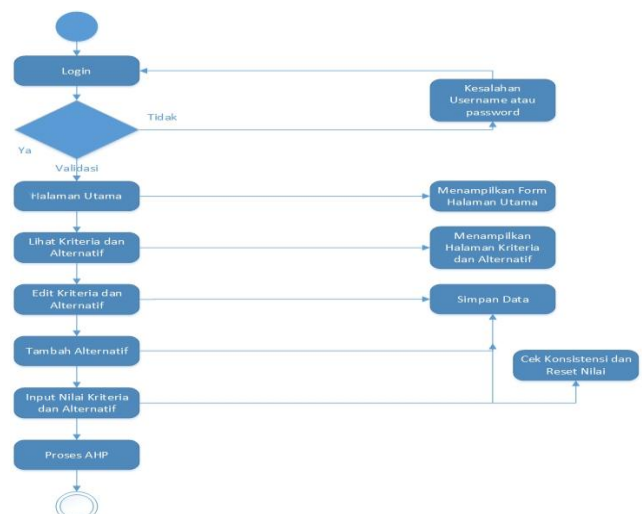 Login
Kesalahan
Username atau
password
Tidak
Ya
Validasi
Halaman Utama
Menampilkan Form
Halaman Utama
Lihat Kriteria dan
Alternatif
Menampilkan
Halaman Kriteria
dan Alternatif
Edit Kriteria dan
Alternatif
Simpan Data
Tambah Alternatif
Cek Konsistensi dan
Reset Nilai
Input Nilai Kriteria
dan Alternatif
Proses AHP